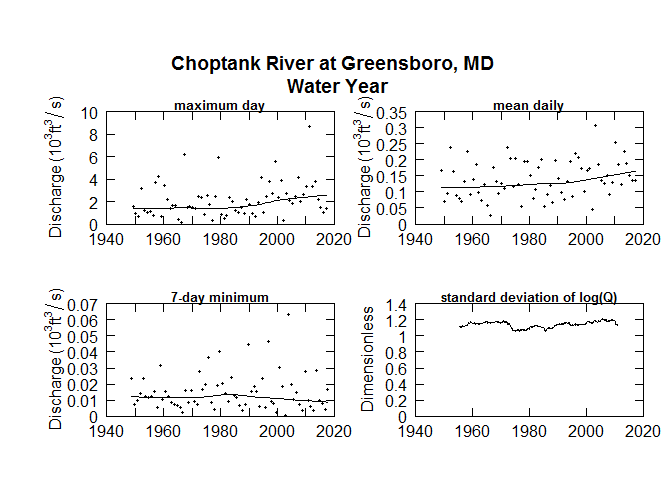 Choptank River at Greensboro, MD
Water Year
maximum day
Discharge (10³ft³ / s)
10
8
6
4
2
0
1940 1960 1980 2000 2020
mean daily
Discharge (10³ft³ / s)
0.35
0.3
0.25
0.2
0.15
0.1
0.05
0
1940 1960 1980 2000 2020
7-day minimum
Discharge (10³ft³ / s)
0.07
0.06
0.05
0.04
0.03
0.02
0.01
0
1940 1960 1980 2000 2020
standard deviation of log(Q)
Dimensionless
1.4
1.2
1
0.8
0.6
0.4
0.2
0
1940 1960 1980 2000 2020